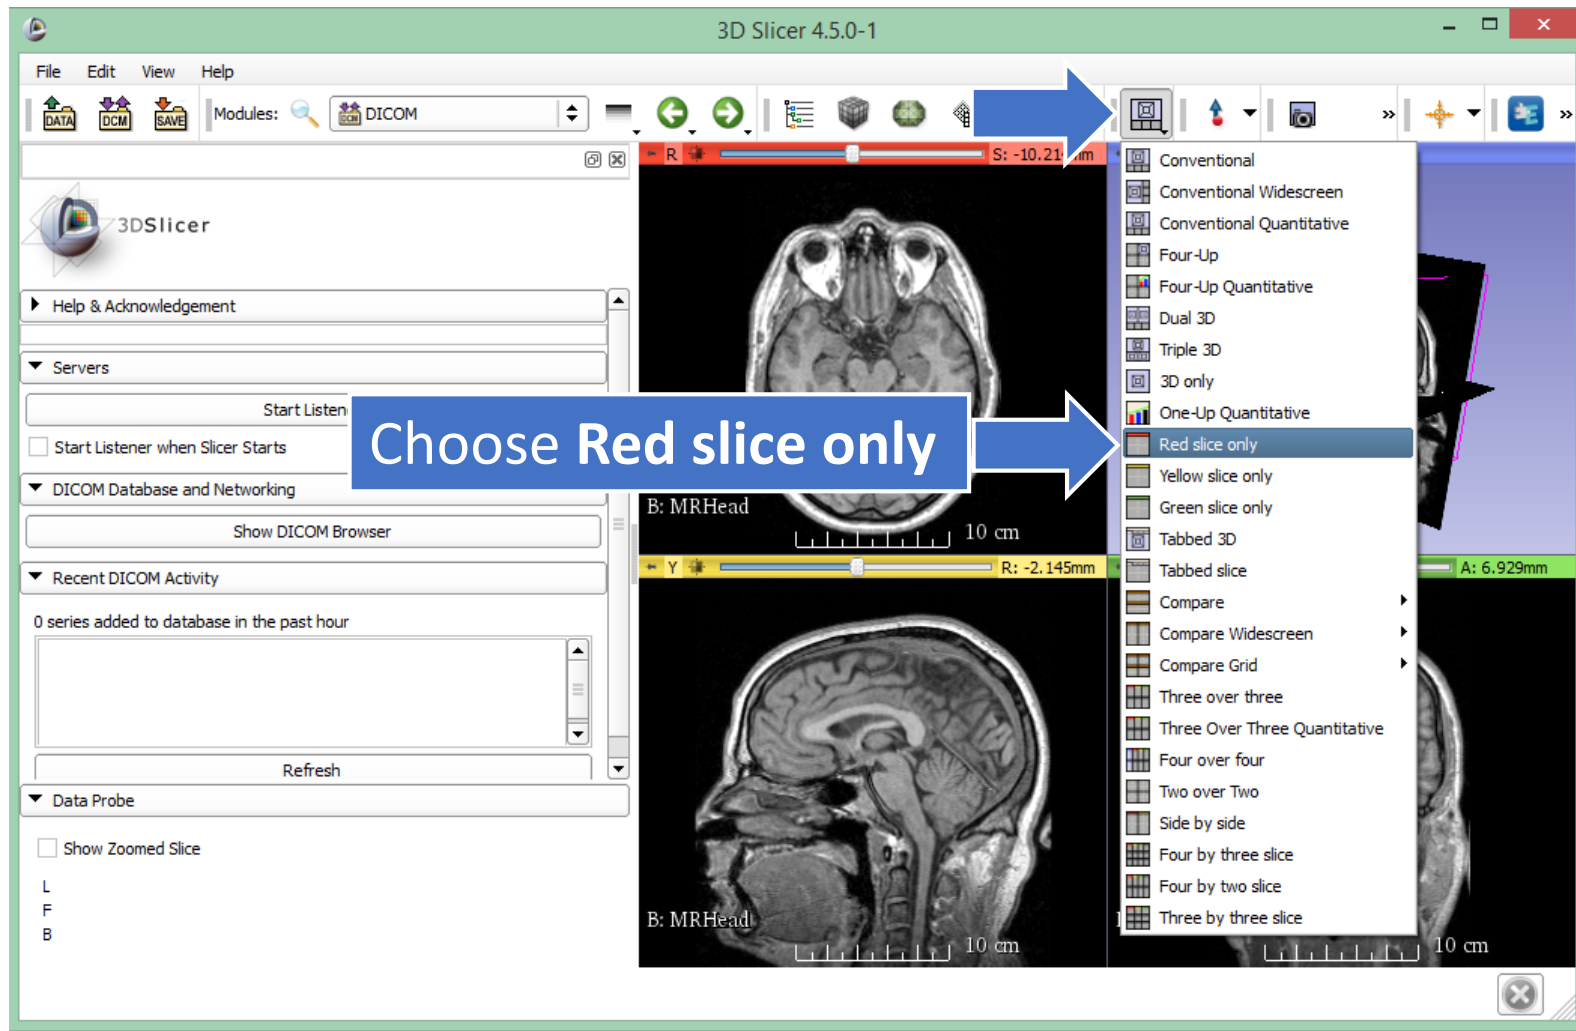 3D Slicer 4.5.0-1
File Edit View Help
DATA DCM SAVE Modules: DCM DICOM
R S: -10.21 mm
3DSlicer
Help & Acknowledgement
Servers
Start Listen
Start Listener when Slicer Starts
DICOM Database and Networking
Show DICOM Browser
Recent DICOM Activity
0 series added to database in the past hour
Refresh
Data Probe
Show Zoomed Slice
L
F
B
Choose Red slice only
B: MRHead
10 cm
Y R: -2.145mm
A: 6.929mm
B: MRHead
10 cm
10 cm
Conventional
Conventional Widescreen
Conventional Quantitative
Four-Up
Four-Up Quantitative
Dual 3D
Triple 3D
3D only
One-Up Quantitative
Red slice only
Yellow slice only
Green slice only
Tabbed 3D
Tabbed slice
Compare
Compare Widescreen
Compare Grid
Three over three
Three Over Three Quantitative
Four over four
Two over Two
Side by side
Four by three slice
Four by two slice
Three by three slice